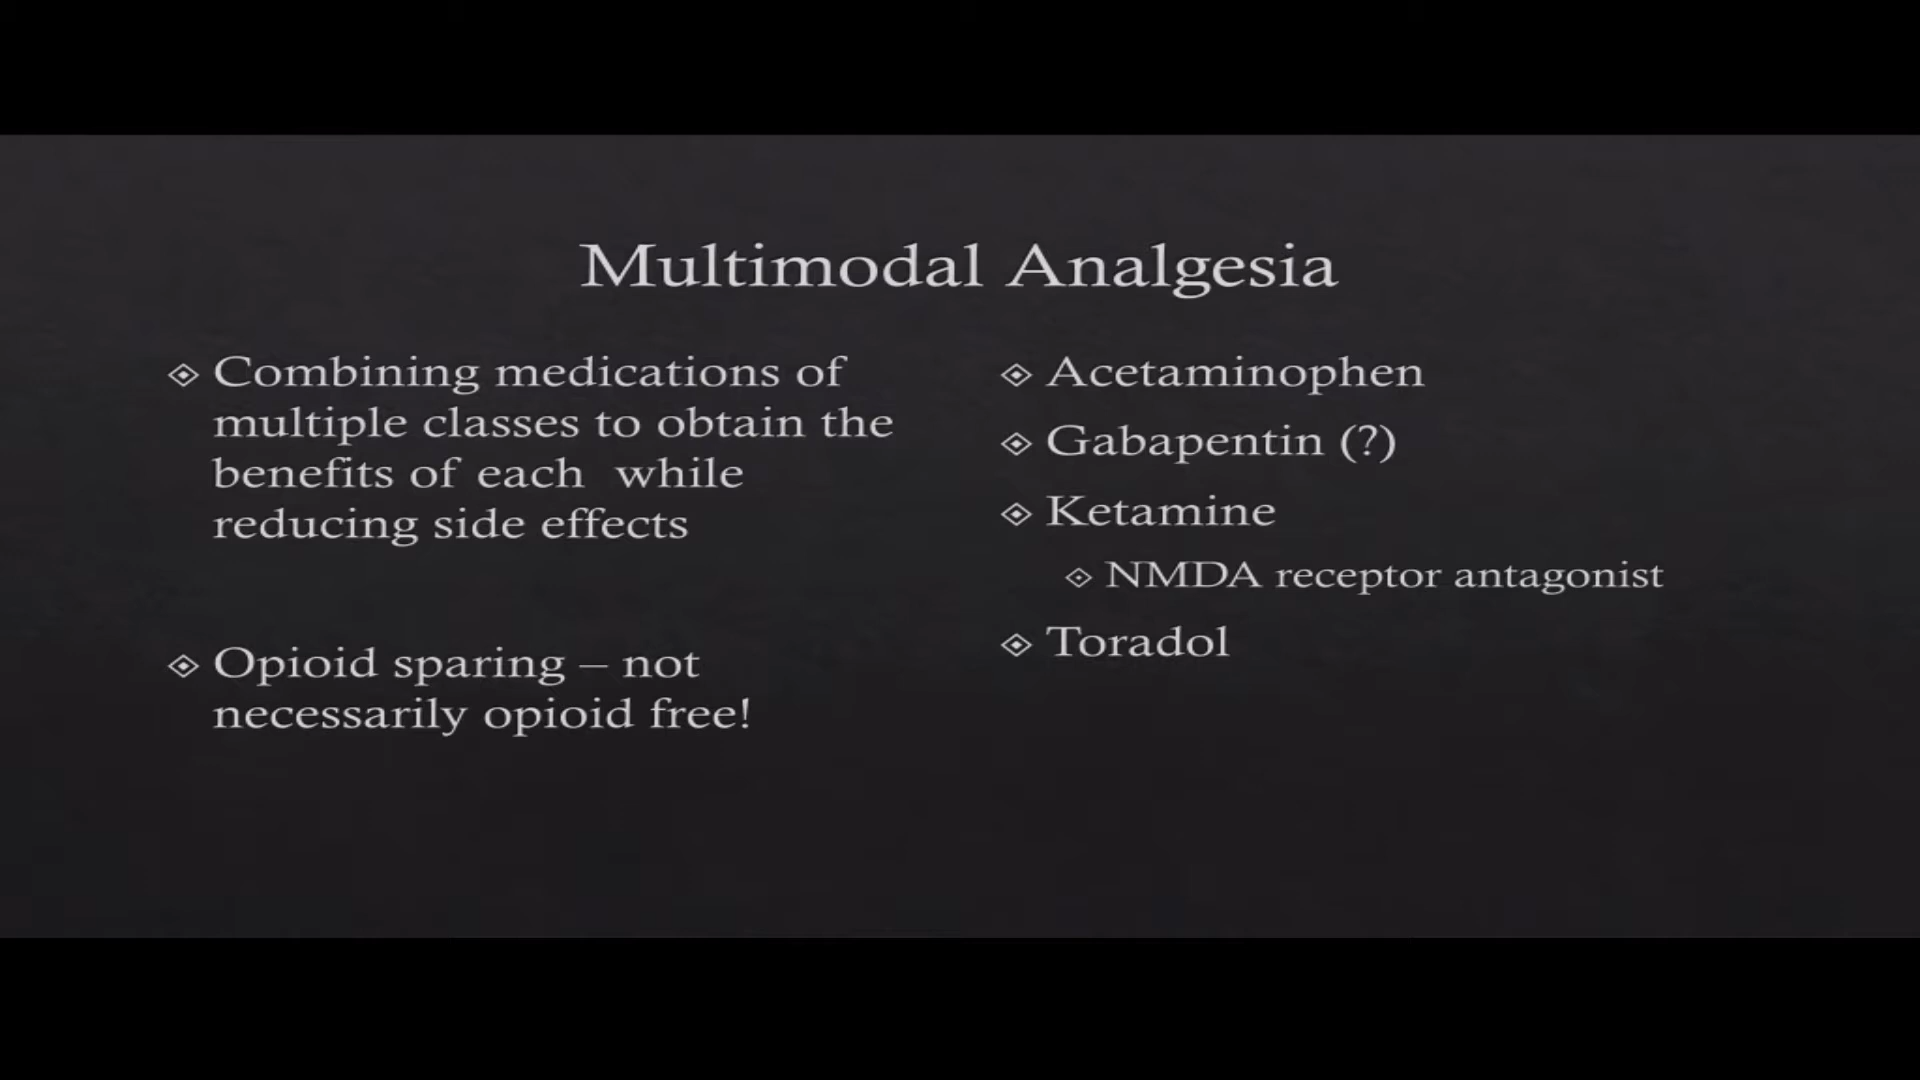 Multimodal Analgesia
Combining medications of
multiple classes to obtain the
benefits of each while
reducing side effects
Opioid sparing – not
necessarily opioid free!
Acetaminophen
Gabapentin (?)
Ketamine
NMDA receptor antagonist
Toradol